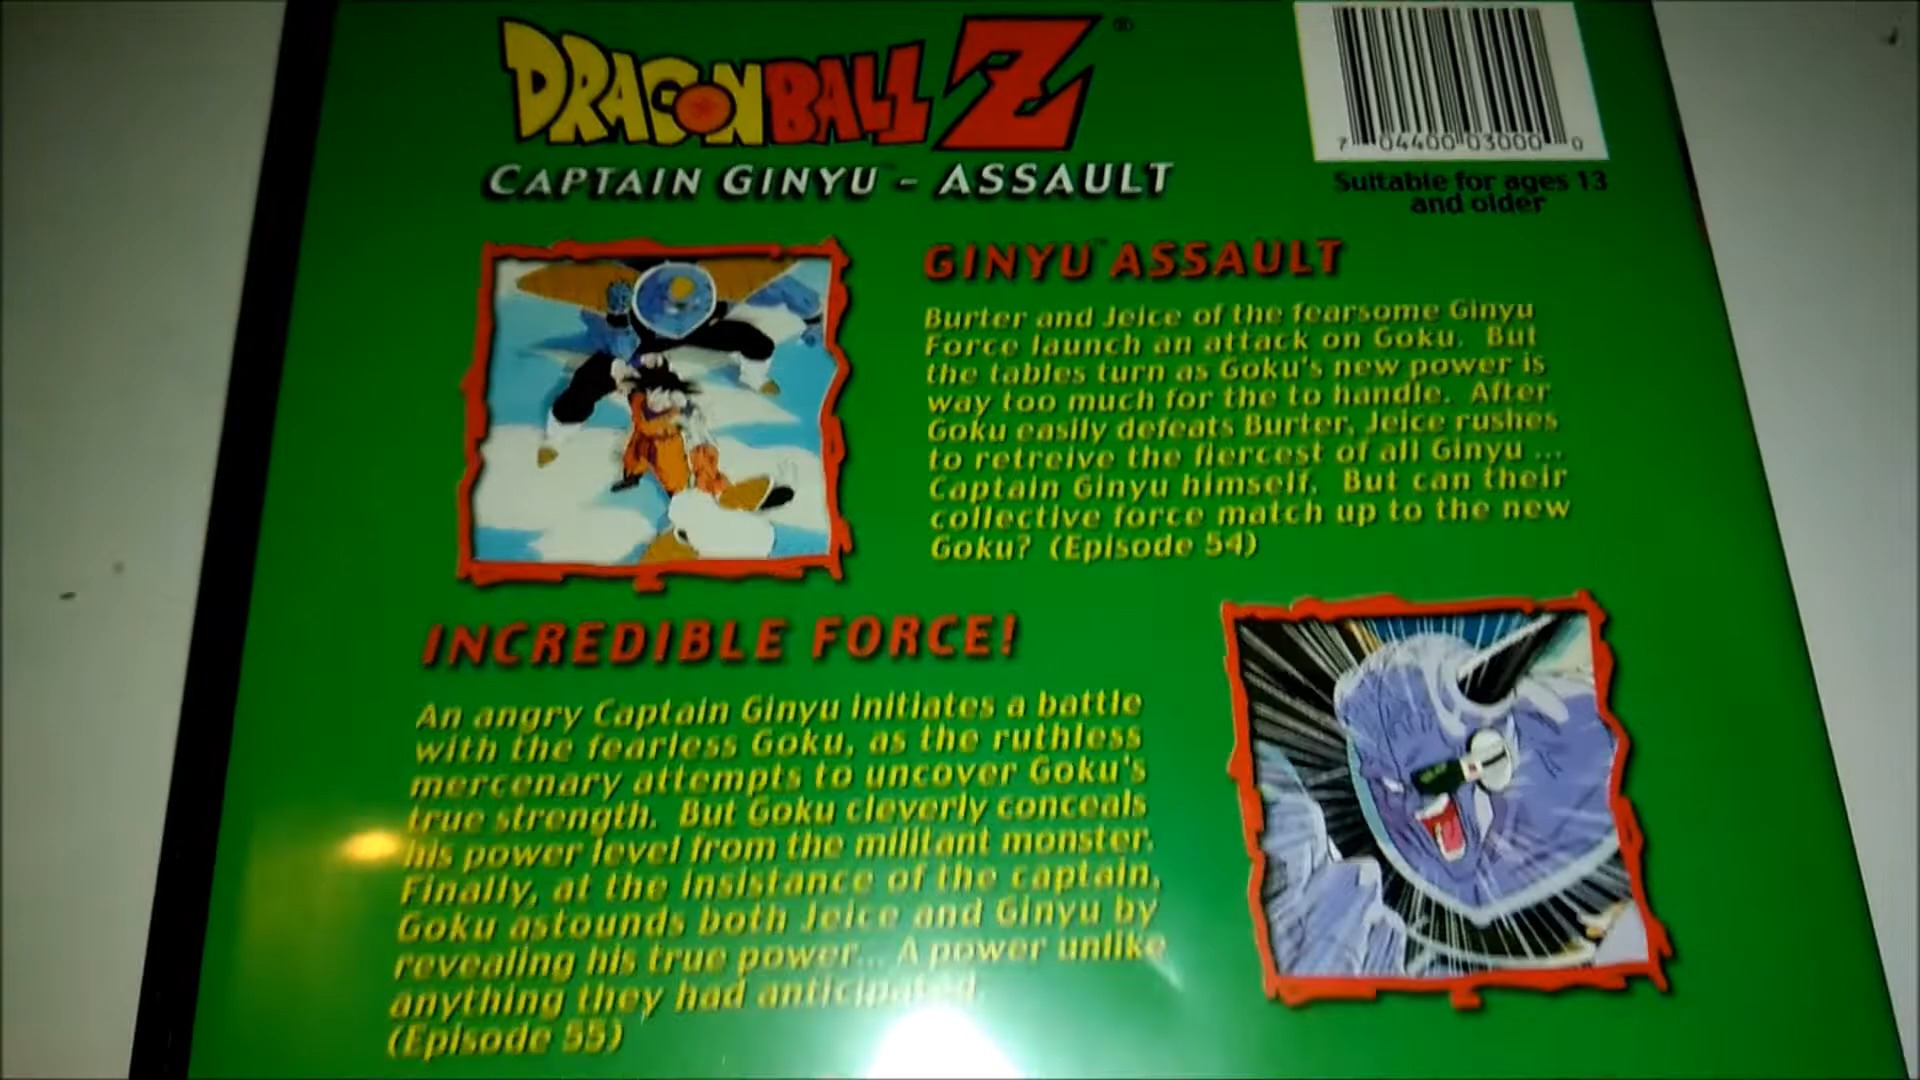 DRAGON BALL Z®
CAPTAIN GINYU™ - ASSAULT
7 04400 03000 0
Suitable for ages 13
and older
GINYU™ ASSAULT
Burter and Jeice of the fearsome Ginyu
Force launch an attack on Goku. But
the tables turn as Goku's new power is
way too much for the to handle. After
Goku easily defeats Burter, Jeice rushes
to retreive the fiercest of all Ginyu ...
Captain Ginyu himself. But can their
collective force match up to the new
Goku? (Episode 54)
INCREDIBLE FORCE!
An angry Captain Ginyu initiates a battle
with the fearless Goku, as the ruthless
mercenary attempts to uncover Goku's
true strength. But Goku cleverly conceals
his power level from the militant monster.
Finally, at the insistance of the captain,
Goku astounds both Jeice and Ginyu by
revealing his true power... A power unlike
anything they had anticipated.
(Episode 55)